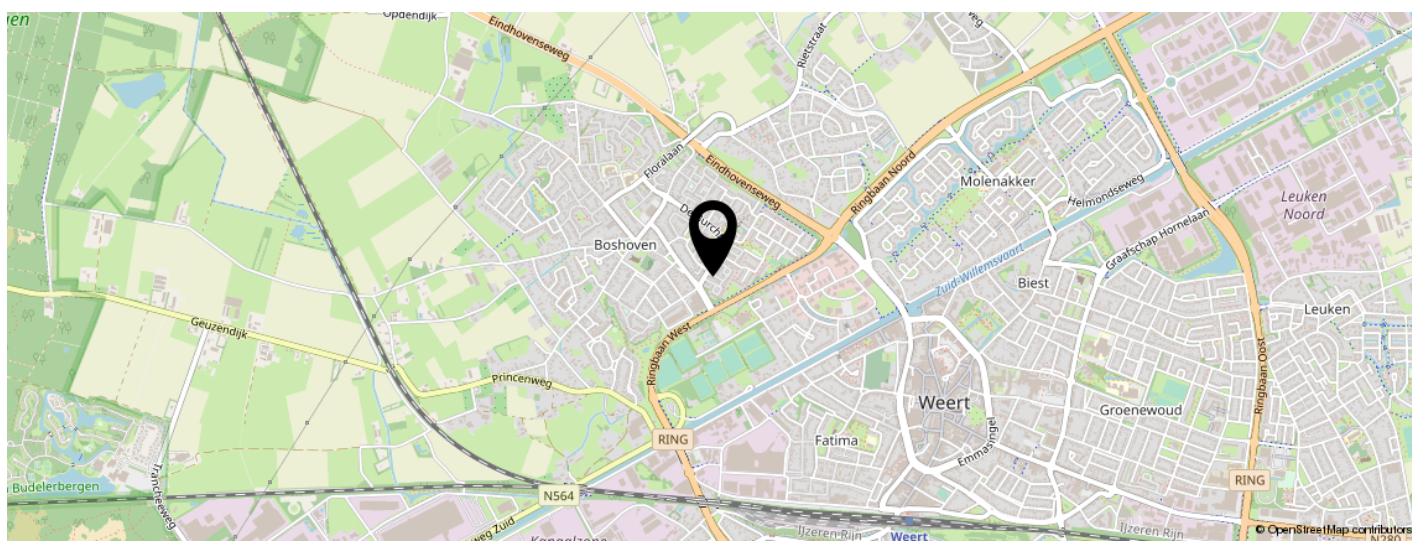 Opdendijk
Eindhovenseweg
Rietstraat
Floralaan
Eindhovenseweg
Ringbaan Noord
Molenakker
Helmondseweg
Leuken
Noord
Boshoven
Graafschap Hornelaan
Zuid-Willemsvaart
Biest
Leuken
Geuzendijk
Ringbaan West
Princenweg
Ringbaan Oost
Weert
Groenewoud
RING
Fatima
Emmasingel
RING
Budelerbergen
Trancheeweg
N564
IJzeren Rijn
IJzeren Rijn
Weert
© OpenStreetMap contributors
N280